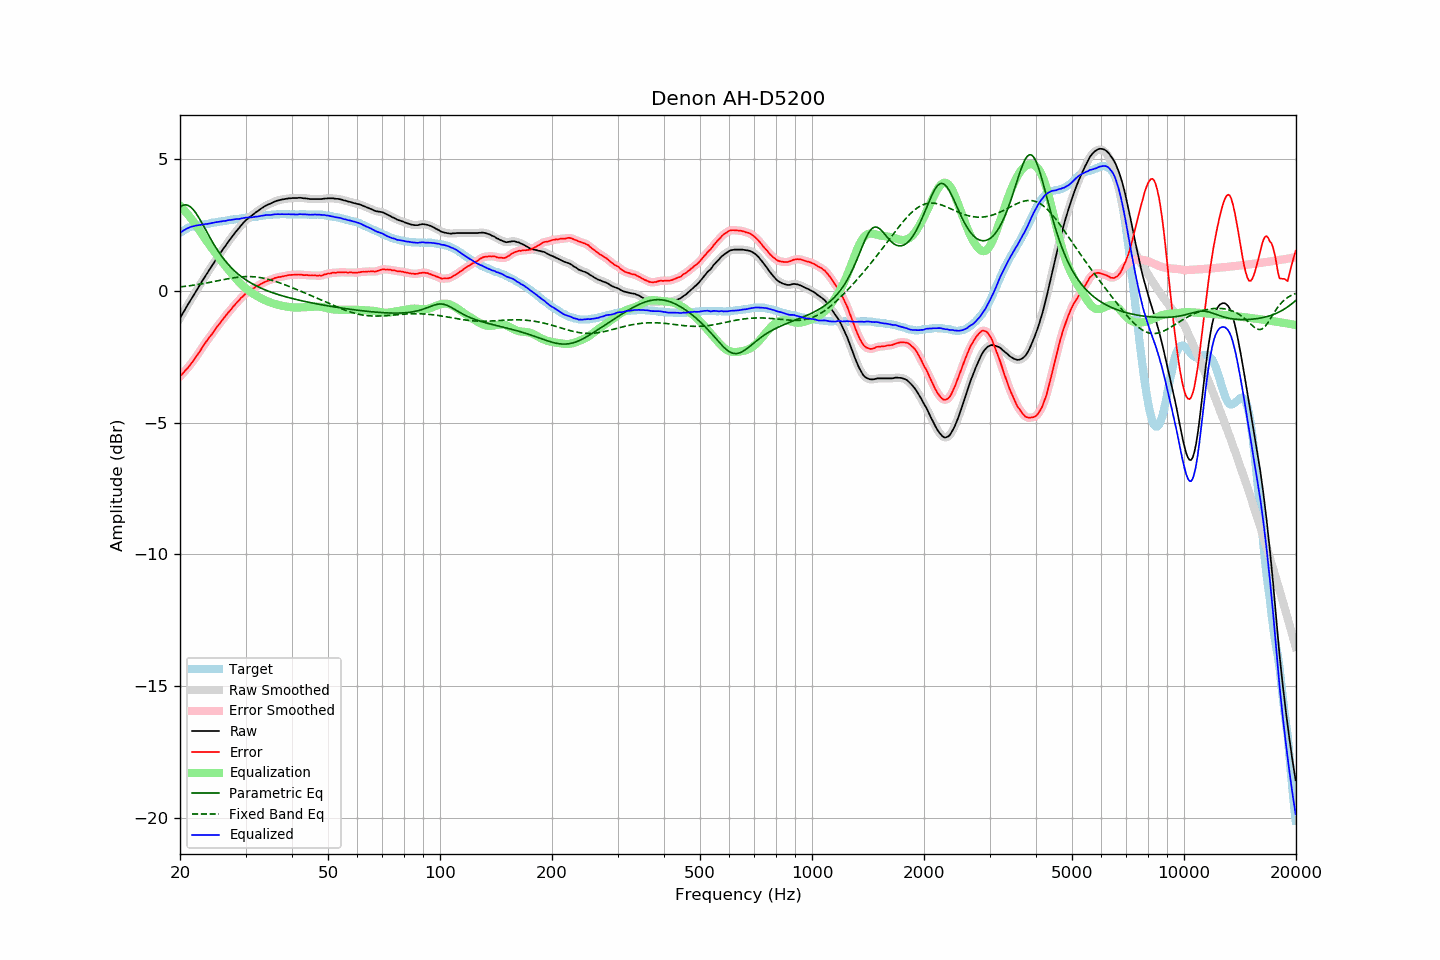 Denon AH-D5200
Amplitude (dBr)
5
0
−5
−10
−15
−20
Target
Raw Smoothed
Error Smoothed
Raw
Error
Equalization
Parametric Eq
Fixed Band Eq
Equalized
20 50 100 200 500 1000 2000 5000 10000 20000
Frequency (Hz)